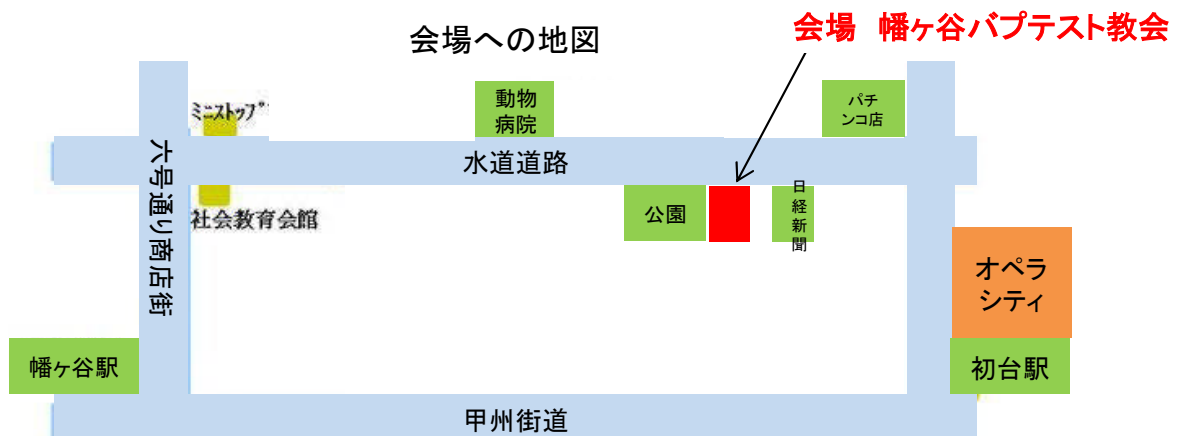 会場　幡ヶ谷バプテスト教会
会場への地図
ミニストップ
動物
病院
パチ
ンコ店
水道道路
六号通り商店街
社会教育会館
公園
日
経
新
聞
オペラ
シティ
幡ヶ谷駅
初台駅
甲州街道